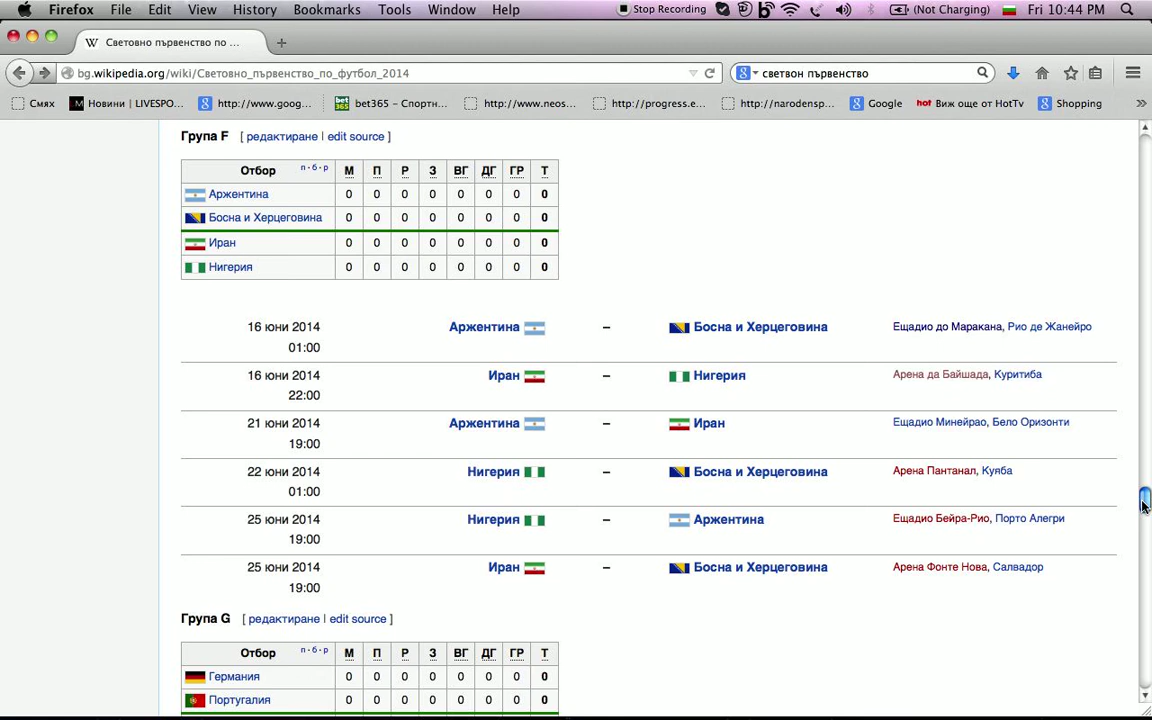 Firefox File Edit View History Bookmarks Tools Window Help Stop Recording (Not Charging) Fri 10:44 PM
W Световно първенство по ...
bg.wikipedia.org/wiki/Световно_първенство_по_футбол_2014 светвон първенство
Смях Новини | LIVESPO... http://www.goog... bet365 – Спортн... http://www.neos... http://progress.e... http://narodensp... Google hot Виж още от HotTv Shopping »
Група F [ редактиране | edit source ]
Отбор п · б · р М П Р З ВГ ДГ ГР Т
Аржентина 0 0 0 0 0 0 0 0
Босна и Херцеговина 0 0 0 0 0 0 0 0
Иран 0 0 0 0 0 0 0 0
Нигерия 0 0 0 0 0 0 0 0
16 юни 2014 Аржентина – Босна и Херцеговина Ещадио до Маракана, Рио де Жанейро
01:00
16 юни 2014 Иран – Нигерия Арена да Байшада, Куритиба
22:00
21 юни 2014 Аржентина – Иран Ещадио Минейрао, Бело Оризонти
19:00
22 юни 2014 Нигерия – Босна и Херцеговина Арена Пантанал, Куяба
01:00
25 юни 2014 Нигерия – Аржентина Ещадио Бейра-Рио, Порто Алегри
19:00
25 юни 2014 Иран – Босна и Херцеговина Арена Фонте Нова, Салвадор
19:00
Група G [ редактиране | edit source ]
Отбор п · б · р М П Р З ВГ ДГ ГР Т
Германия 0 0 0 0 0 0 0 0
Португалия 0 0 0 0 0 0 0 0